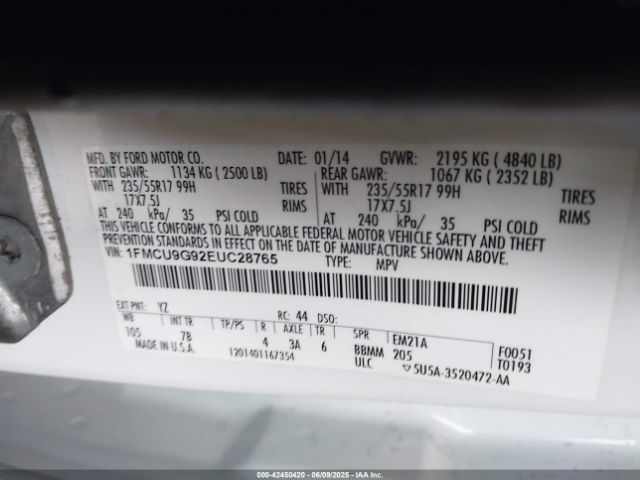 MFD. BY FORD MOTOR CO. DATE: 01/14 GVWR: 2195 KG ( 4840 LB)
FRONT GAWR: 1134 KG ( 2500 LB) REAR GAWR: 1067 KG ( 2352 LB)
WITH 235/55R17 99H TIRES WITH 235/55R17 99H TIRES
17X7.5J RIMS 17X7.5J RIMS
AT 240 kPa/ 35 PSI COLD AT 240 kPa/ 35 PSI COLD
THIS VEHICLE CONFORMS TO ALL APPLICABLE FEDERAL MOTOR VEHICLE SAFETY AND THEFT
PREVENTION STANDARDS IN EFFECT ON THE DATE OF MANUFACTURE SHOWN ABOVE.
VIN: 1FMCU9G92EUC28765 TYPE: MPV
EXT PNT: YZ RC: 44 DSO:
WB INT TR TP/PS R AXLE TR SPR EM21A F0051
105 7B 4 3A 6 BBMM 205 T0193
MADE IN U.S.A. 1201401167354 ULC 5U5A-3520472-AA
© 000-42450420 - 06/09/2025 - IAAI.COM